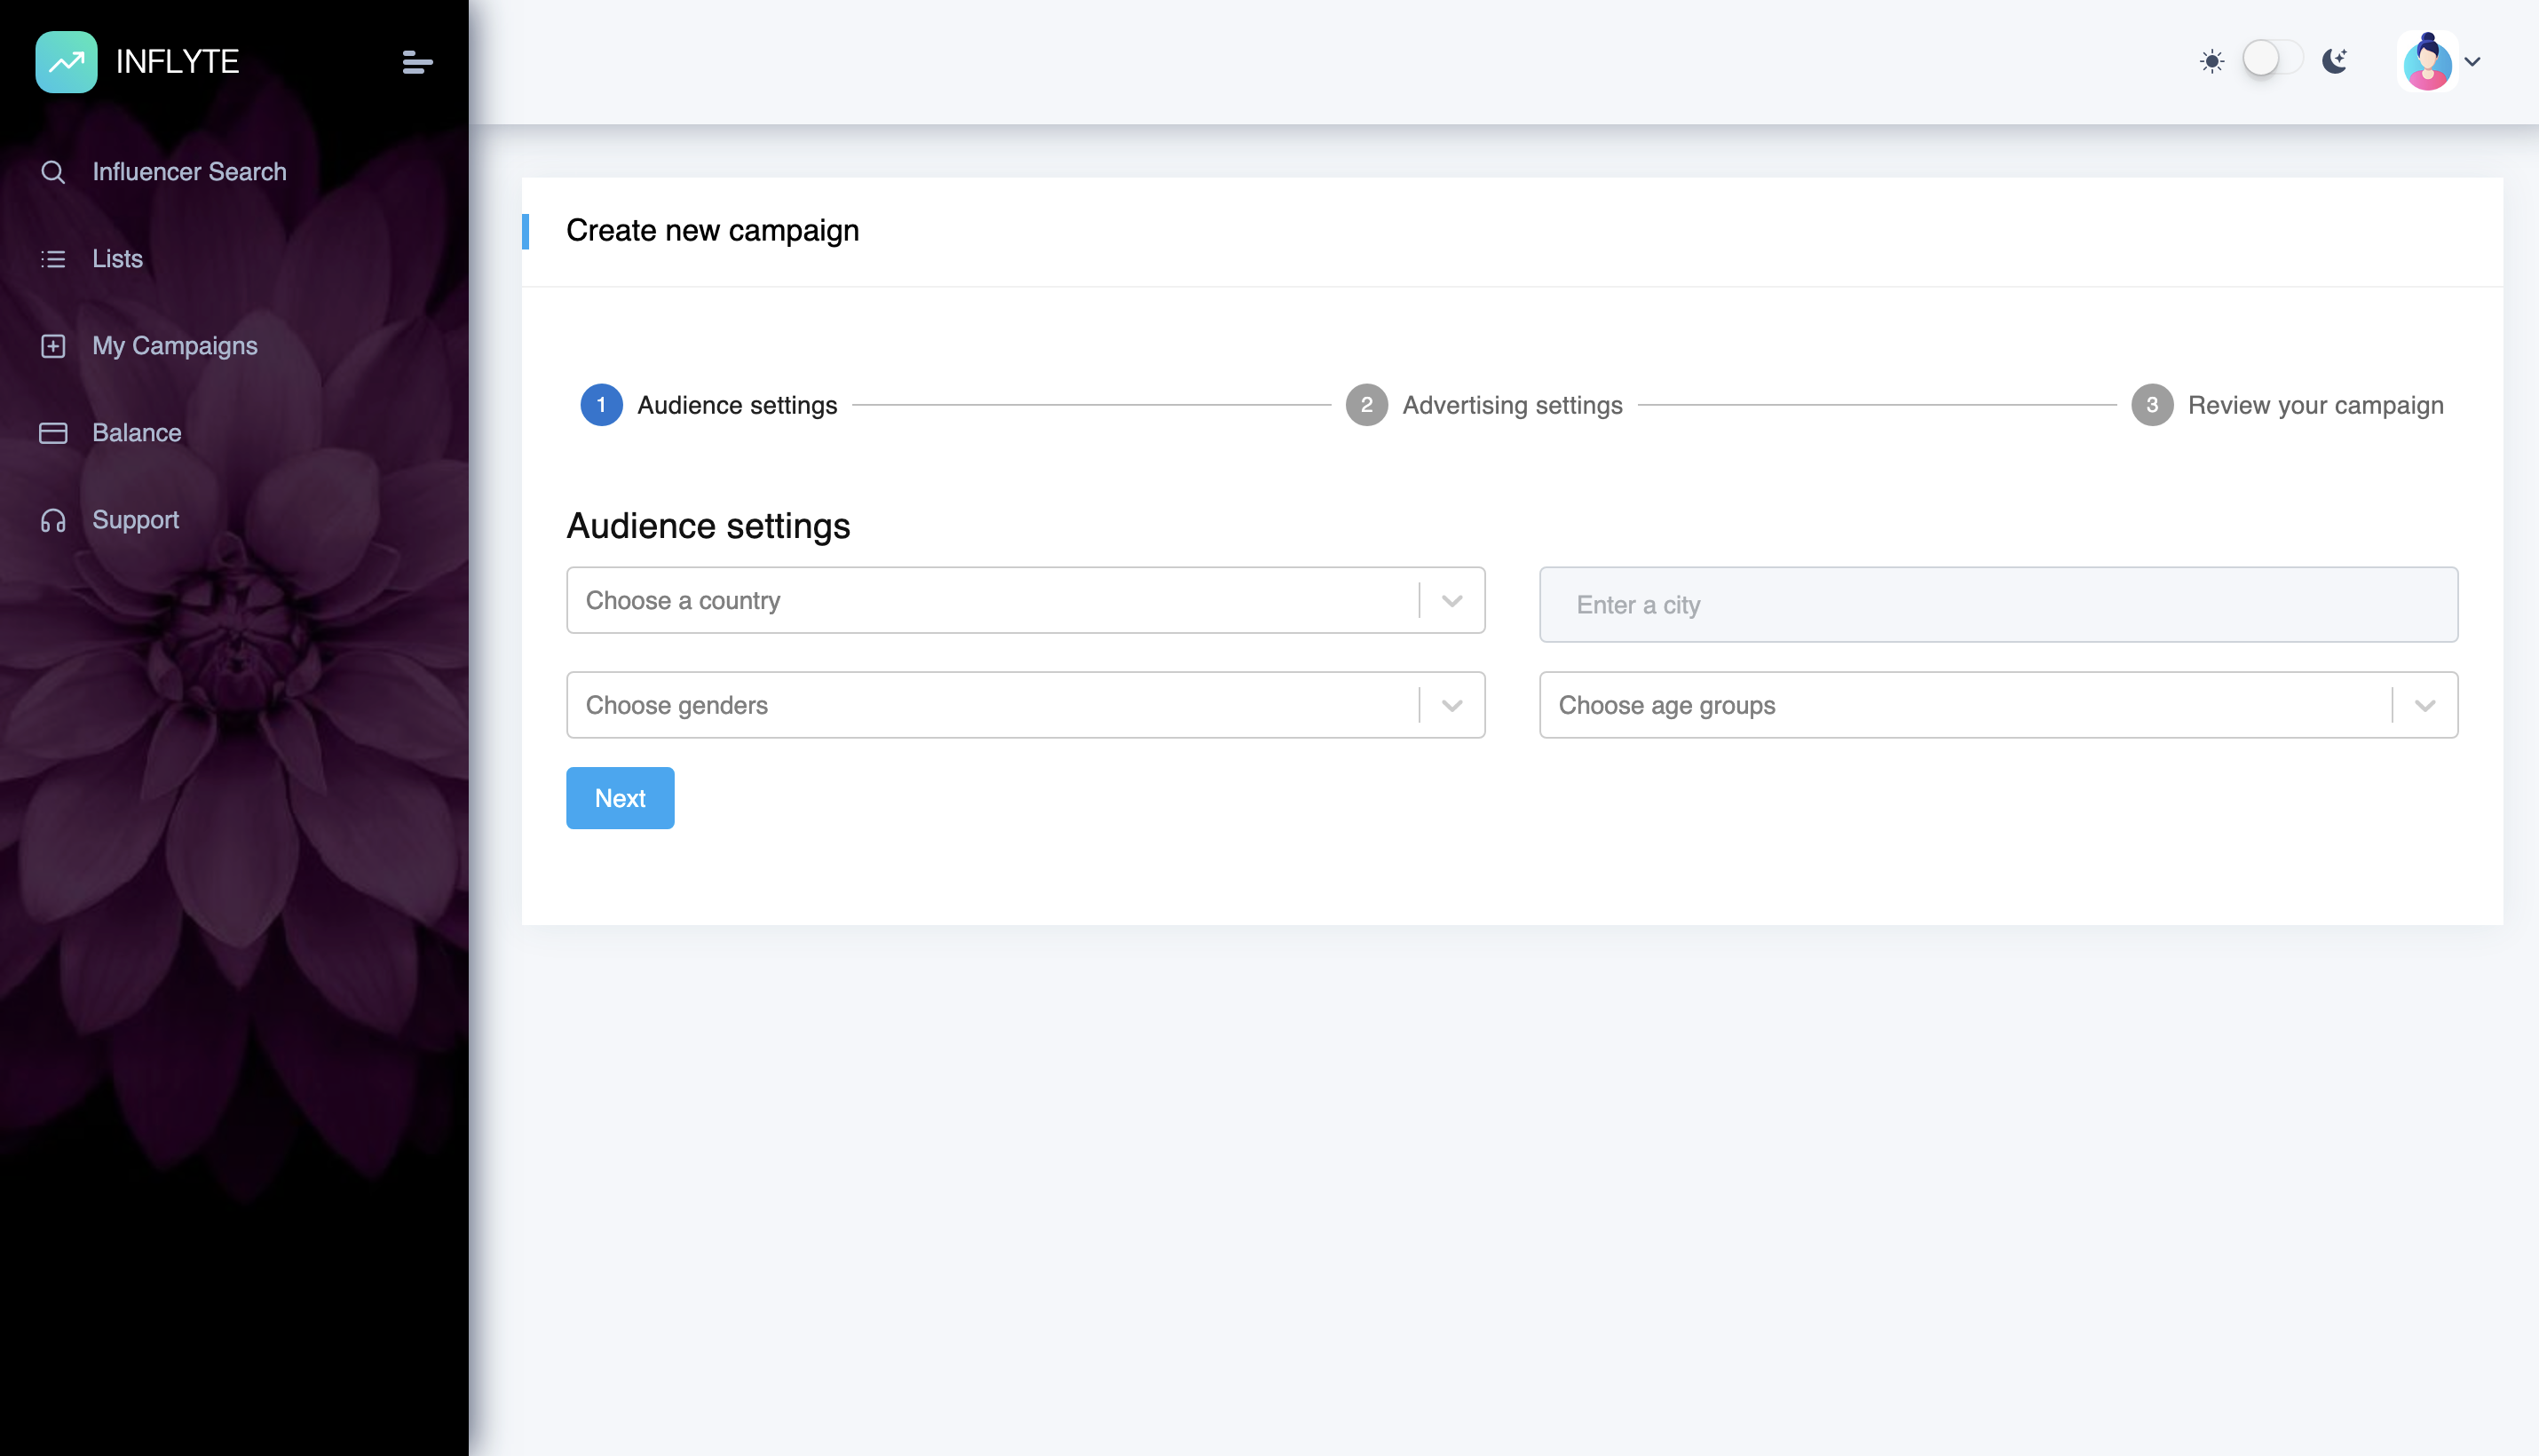 INFLYTE
Influencer Search
Lists
My Campaigns
Balance
Support
Create new campaign
1 Audience settings 2 Advertising settings 3 Review your campaign
Audience settings
Choose a country Enter a city
Choose genders Choose age groups
Next